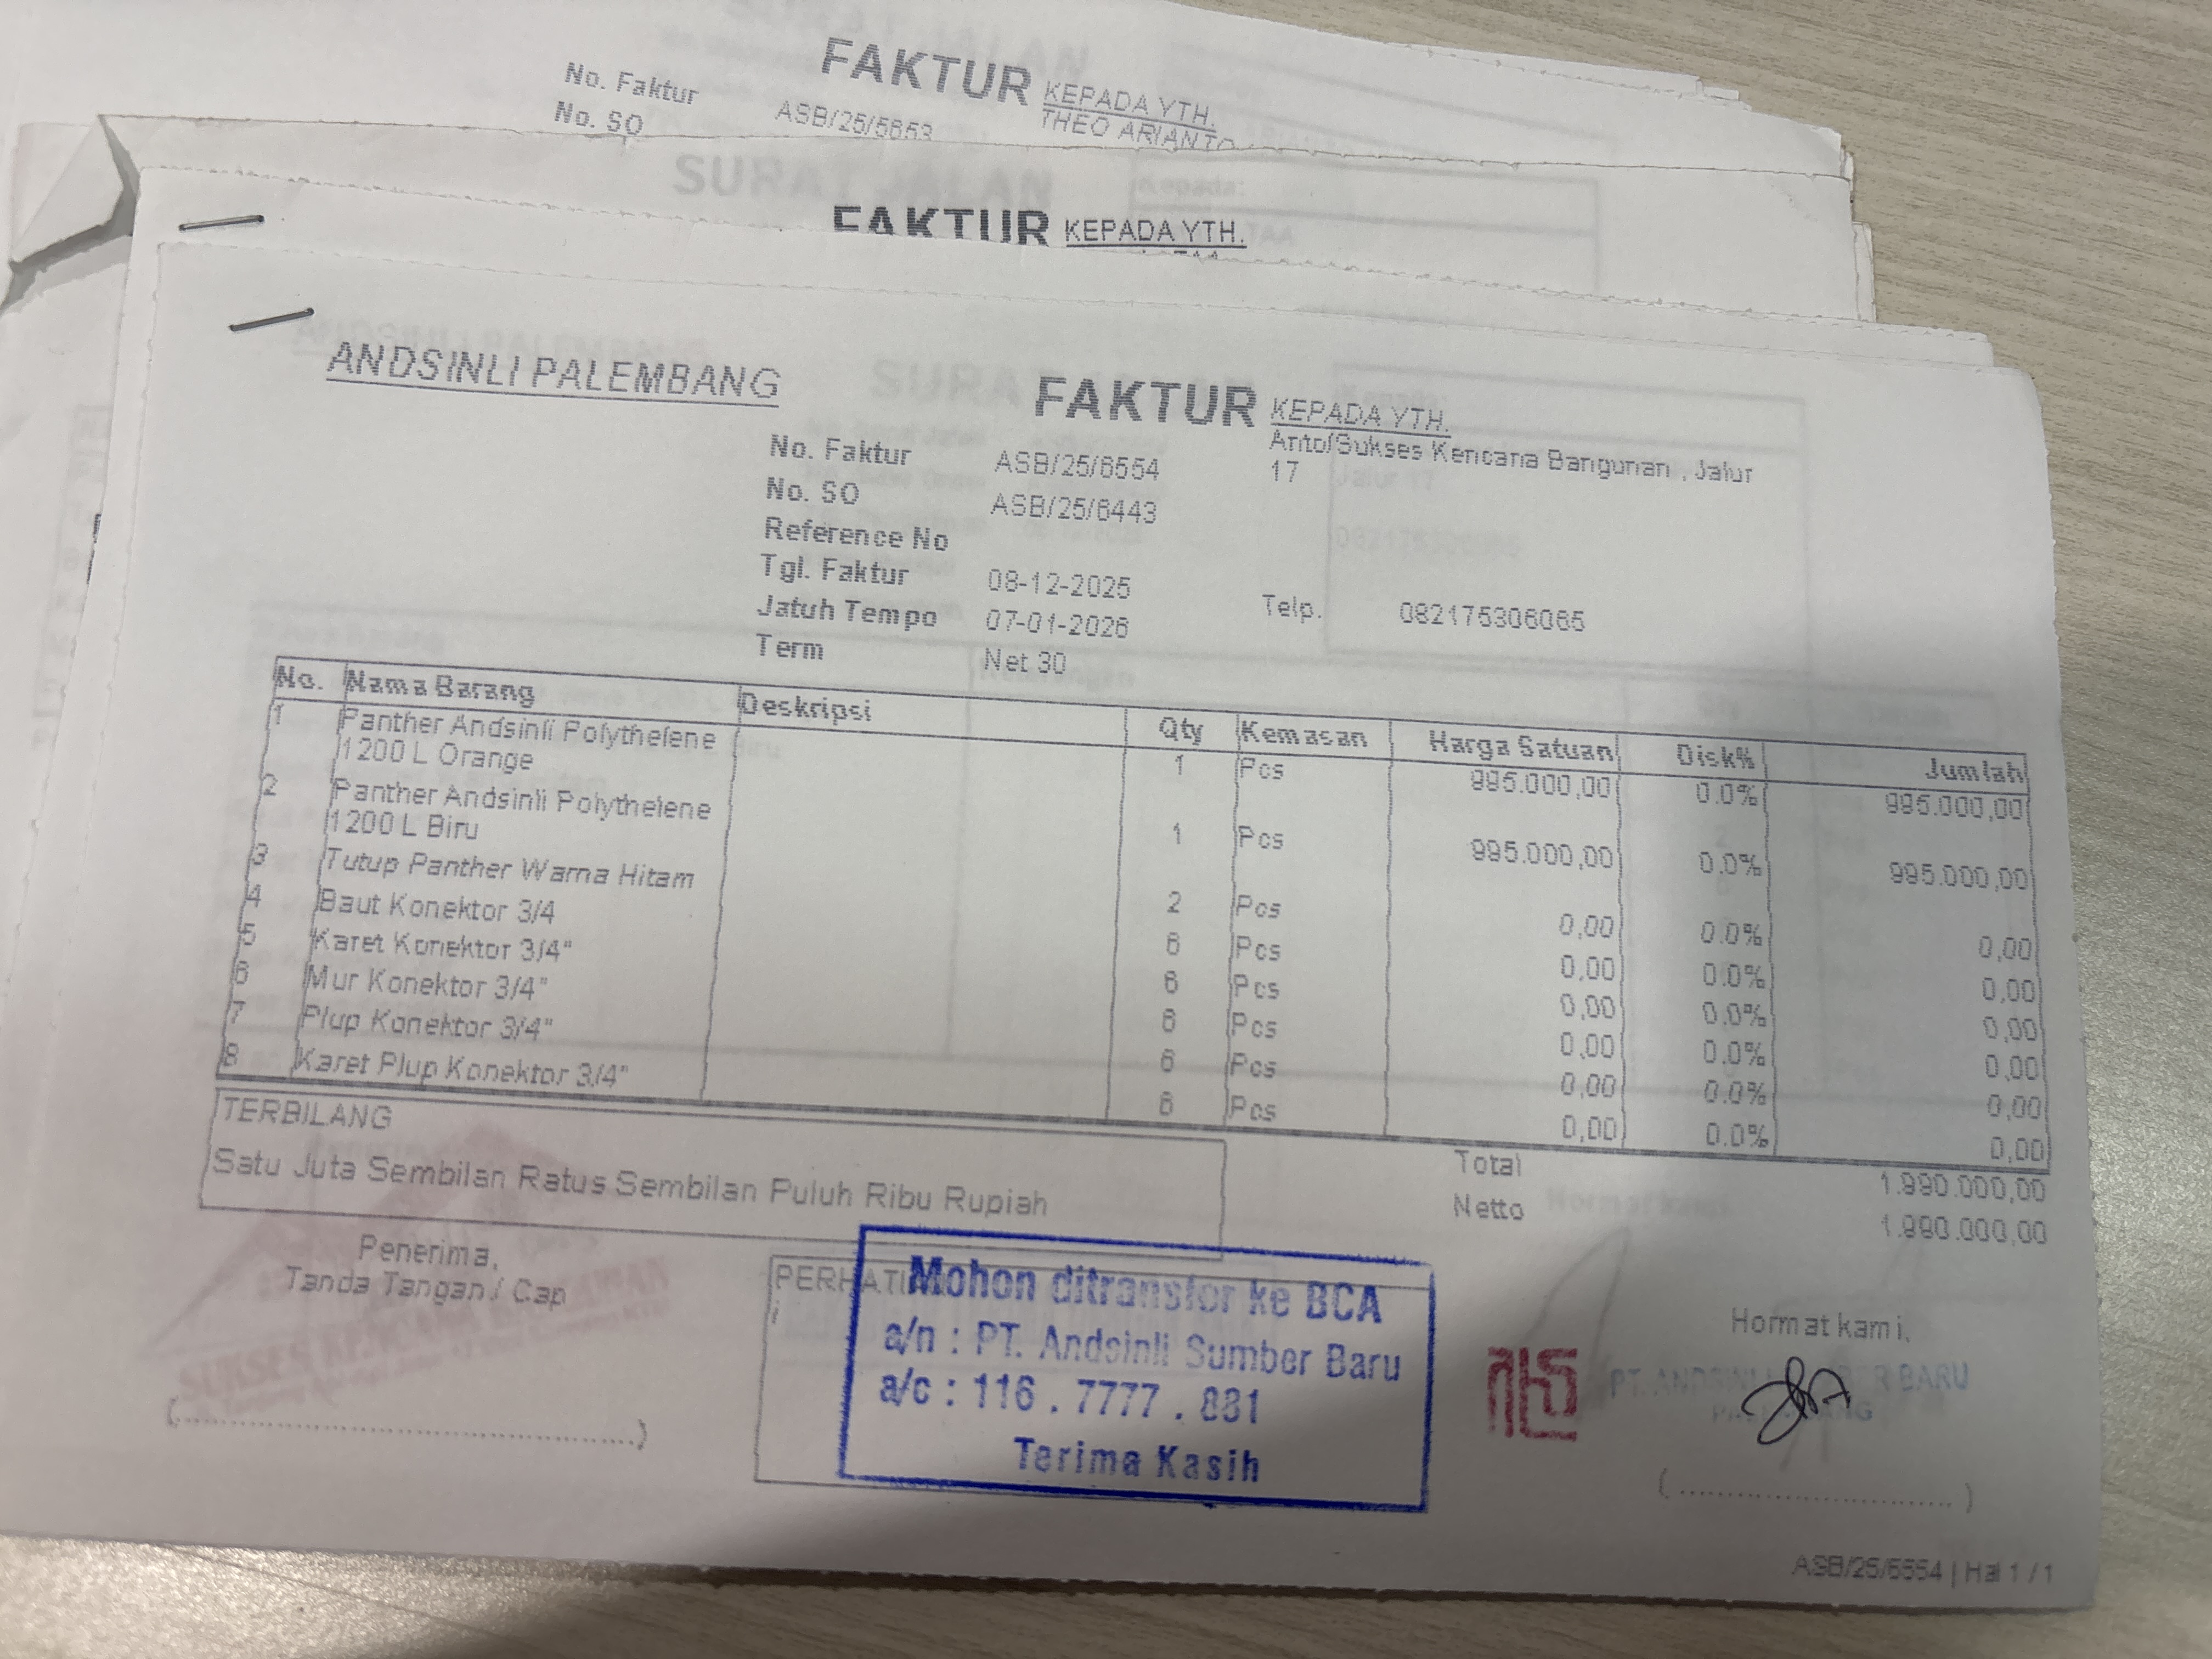 FAKTUR
KEPADA YTH.
THEO ARIANTO
No. Faktur ASB/25/5653
No. SO
SURAT JALAN
Kepada:
FAKTUR KEPADA YTH.
ANDSINLI PALEMBANG
FAKTUR
KEPADA YTH.
Anto/Sukses Kencana Bangunan , Jalur
17
No. Faktur ASB/25/6554
No. SO ASB/25/6443
Reference No
Tgl. Faktur 08-12-2025
Jatuh Tempo 07-01-2026
Term Net 30
Telp. 082175306065
No. Nama Barang Deskripsi Qty Kemasan Harga Satuan Disk% Jumlah
1 Panther Andsinli Polythelene 1 Pcs 995.000,00 0.0% 995.000,00
1200 L Orange
2 Panther Andsinli Polythelene 1 Pcs 995.000,00 0.0% 995.000,00
1200 L Biru
3 Tutup Panther Warna Hitam 2 Pcs 0,00 0.0% 0,00
4 Baut Konektor 3/4 6 Pcs 0,00 0.0% 0,00
5 Karet Konektor 3/4" 6 Pcs 0,00 0.0% 0,00
6 Mur Konektor 3/4" 6 Pcs 0,00 0.0% 0,00
7 Plup Konektor 3/4" 6 Pcs 0,00 0.0% 0,00
8 Karet Plup Konektor 3/4" 6 Pcs 0,00 0.0% 0,00
TERBILANG
Satu Juta Sembilan Ratus Sembilan Puluh Ribu Rupiah
Total 1.990.000,00
Netto 1.990.000,00
Penerima,
Tanda Tangan / Cap
SUKSES KENCANA BANGUNAN
PERHATI
Mohon ditransfer ke BCA
a/n : PT. Andsinli Sumber Baru
a/c : 116 . 7777 . 881
Terima Kasih
Hormat kami,
PT. ANDSINLI SUMBER BARU
PALEMBANG
ASB/25/6554 | Hal 1 / 1